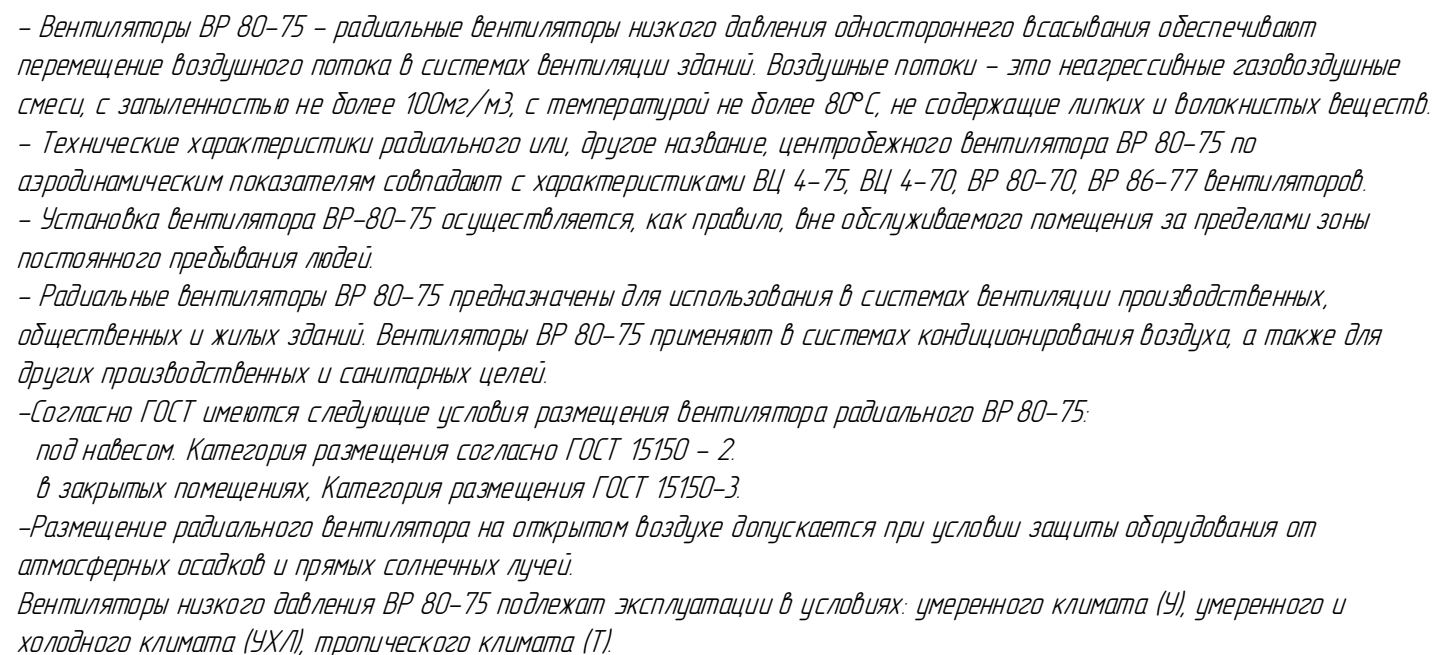 - Вентиляторы ВР 80-75 - радиальные вентиляторы низкого давления одностороннего всасывания обеспечивают
перемещение воздушного потока в системах вентиляции зданий. Воздушные потоки - это неагрессивные газовоздушные
смеси, с запыленностью не более 100мг/м3, с температурой не более 80°С, не содержащие липких и волокнистых веществ.
- Технические характеристики радиального или, другое название, центробежного вентилятора ВР 80-75 по
аэродинамическим показателям совпадают с характеристиками ВЦ 4-75, ВЦ 4-70, ВР 80-70, ВР 86-77 вентиляторов.
- Установка вентилятора ВР-80-75 осуществляется, как правило, вне обслуживаемого помещения за пределами зоны
постоянного пребывания людей.
- Радиальные вентиляторы ВР 80-75 предназначены для использования в системах вентиляции производственных,
общественных и жилых зданий. Вентиляторы ВР 80-75 применяют в системах кондиционирования воздуха, а также для
других производственных и санитарных целей.
-Согласно ГОСТ имеются следующие условия размещения вентилятора радиального ВР 80-75:
под навесом. Категория размещения согласно ГОСТ 15150 - 2.
в закрытых помещениях, Категория размещения ГОСТ 15150-3.
-Размещение радиального вентилятора на открытом воздухе допускается при условии защиты оборудования от
атмосферных осадков и прямых солнечных лучей.
Вентиляторы низкого давления ВР 80-75 подлежат эксплуатации в условиях: умеренного климата (У), умеренного и
холодного климата (УХЛ), тропического климата (Т).